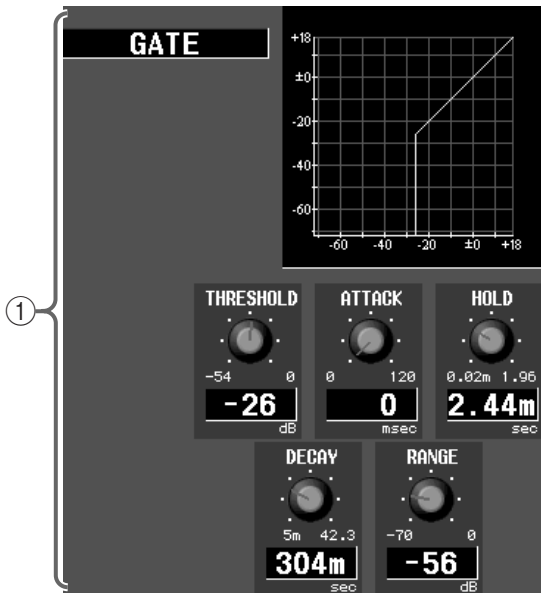 GATE
+18
±0
-20
-40
-60
-60 -40 -20 ±0 +18
①
THRESHOLD ATTACK HOLD
-54 0 0 120 0.02m 1.96
-26 0 2.44m
dB msec sec
DECAY RANGE
5m 42.3 -70 0
304m -56
sec dB